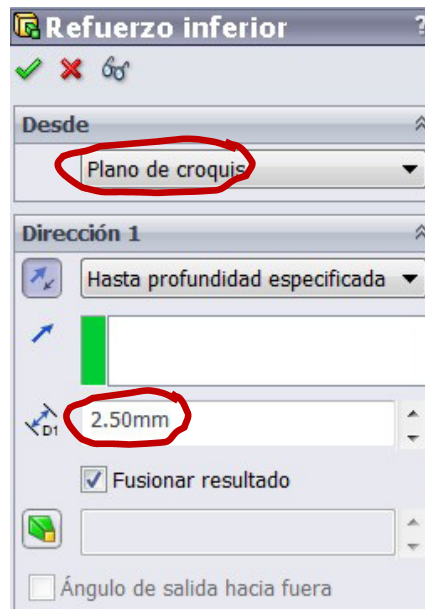 Refuerzo inferior ?
Desde
Plano de croquis
Dirección 1
Hasta profundidad especificada
D1 2.50mm
Fusionar resultado
Ángulo de salida hacia fuera